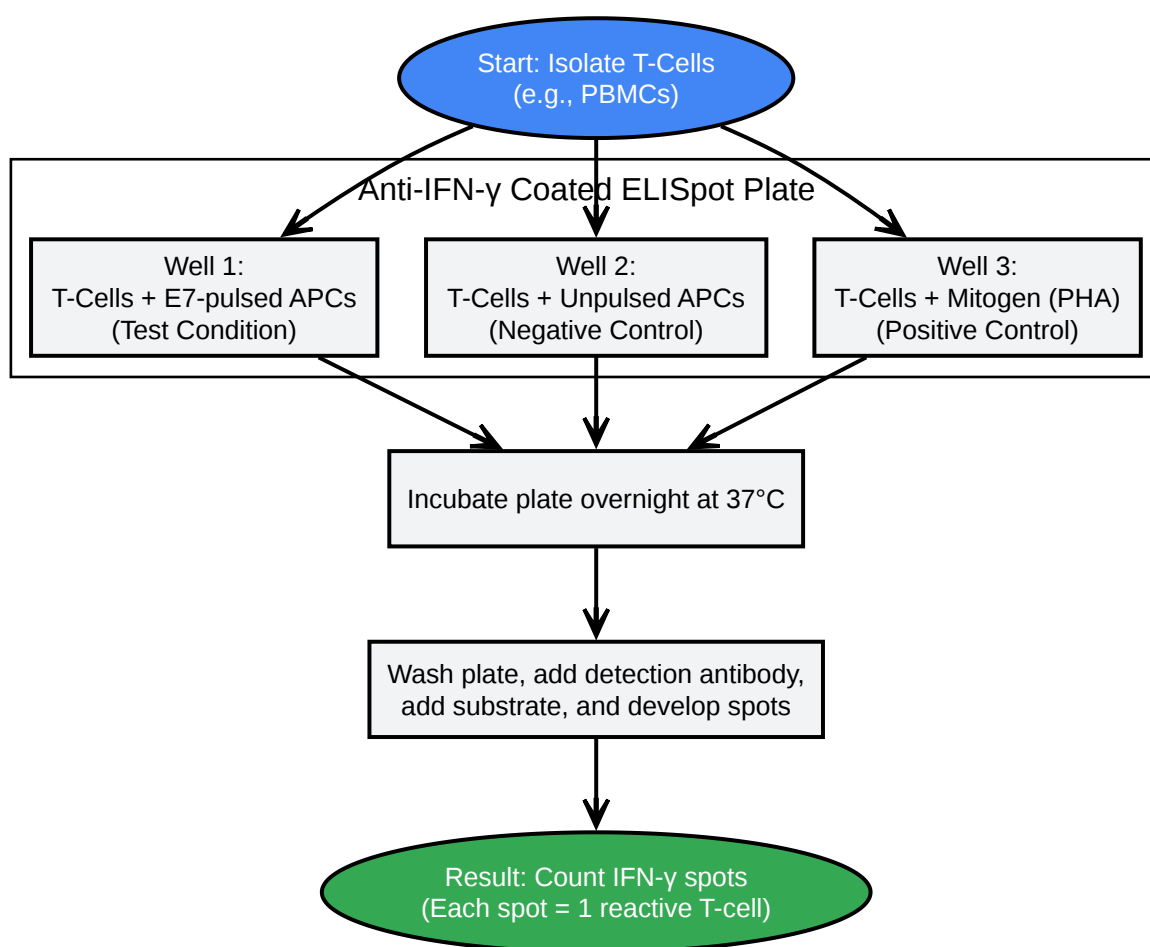 Start: Isolate T-Cells
(e.g., PBMCs)
Anti-IFN-γ Coated ELISpot Plate
Well 1:
T-Cells + E7-pulsed APCs
(Test Condition)
Well 2:
T-Cells + Unpulsed APCs
(Negative Control)
Well 3:
T-Cells + Mitogen (PHA)
(Positive Control)
Incubate plate overnight at 37°C
Wash plate, add detection antibody,
add substrate, and develop spots
Result: Count IFN-γ spots
(Each spot = 1 reactive T-cell)